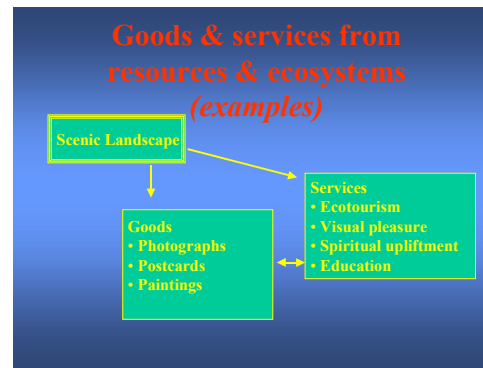 Goods & services from
resources & ecosystems
(examples)
Scenic Landscape
Services
• Ecotourism
• Visual pleasure
• Spiritual upliftment
• Education
Goods
• Photographs
• Postcards
• Paintings